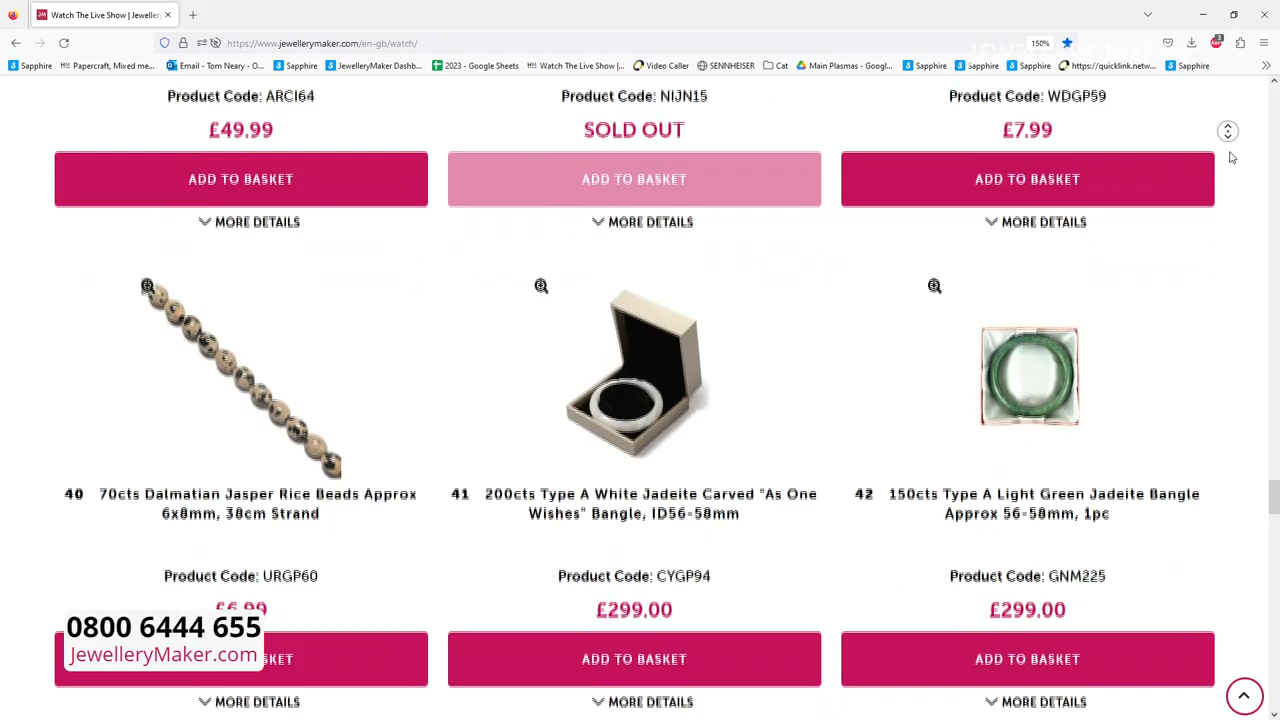 Watch The Live Show | Jewellery
https://www.jewellerymaker.com/en-gb/watch/
150%
3
Sapphire
Papercraft, Mixed me...
Email - Tom Neary - O...
Sapphire
JewelleryMaker Dashb...
2023 - Google Sheets
Watch The Live Show |...
Video Caller
SENNHEISER
Cat
Main Plasmas - Googl...
Sapphire
Sapphire
Sapphire
https://quicklink.netw...
Sapphire
Product Code: ARCI64
Product Code: NIJN15
Product Code: WDGP59
£49.99
SOLD OUT
£7.99
ADD TO BASKET
ADD TO BASKET
ADD TO BASKET
MORE DETAILS
MORE DETAILS
MORE DETAILS
40 70cts Dalmatian Jasper Rice Beads Approx
6x8mm, 38cm Strand
41 200cts Type A White Jadeite Carved "As One
Wishes" Bangle, ID56-58mm
42 150cts Type A Light Green Jadeite Bangle
Approx 56-58mm, 1pc
Product Code: URGP60
Product Code: CYGP94
Product Code: GNM225
£6.99
£299.00
£299.00
0800 6444 655
JewelleryMaker.com
ADD TO BASKET
ADD TO BASKET
MORE DETAILS
MORE DETAILS
MORE DETAILS